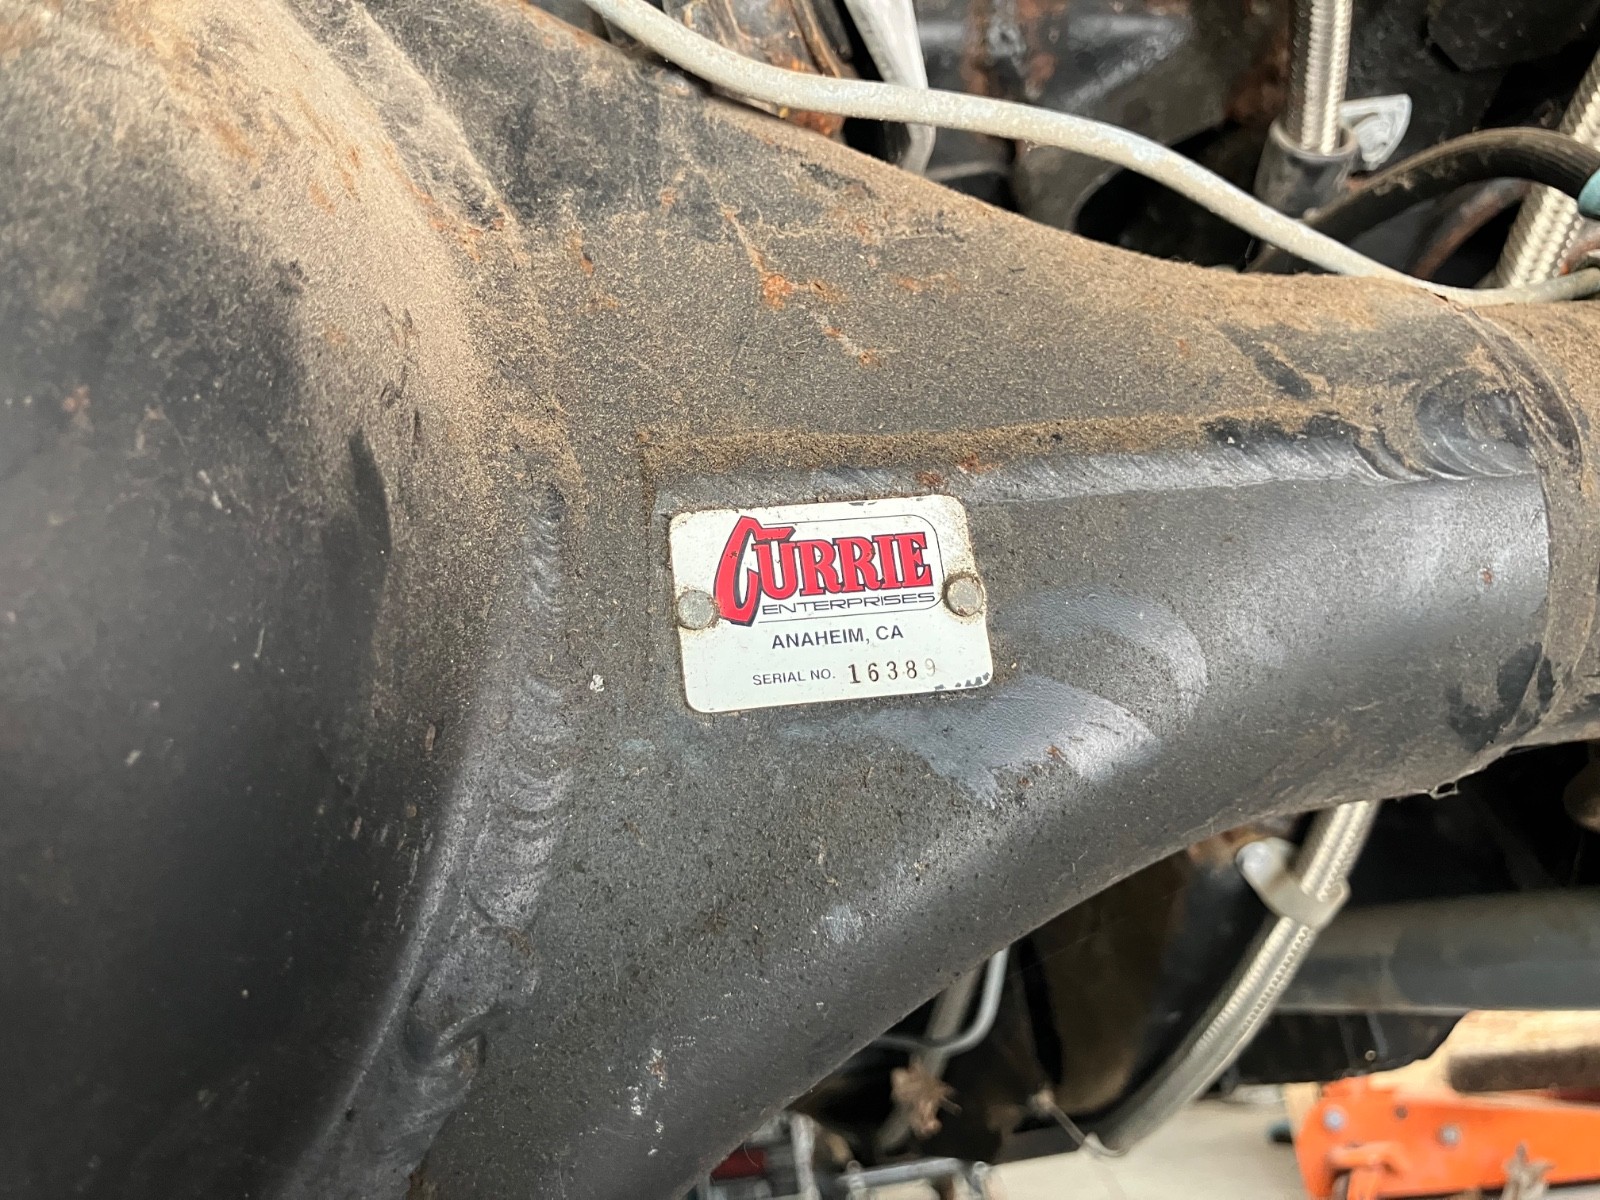 CURRIE
ENTERPRISES
ANAHEIM, CA
SERIAL NO. 16389